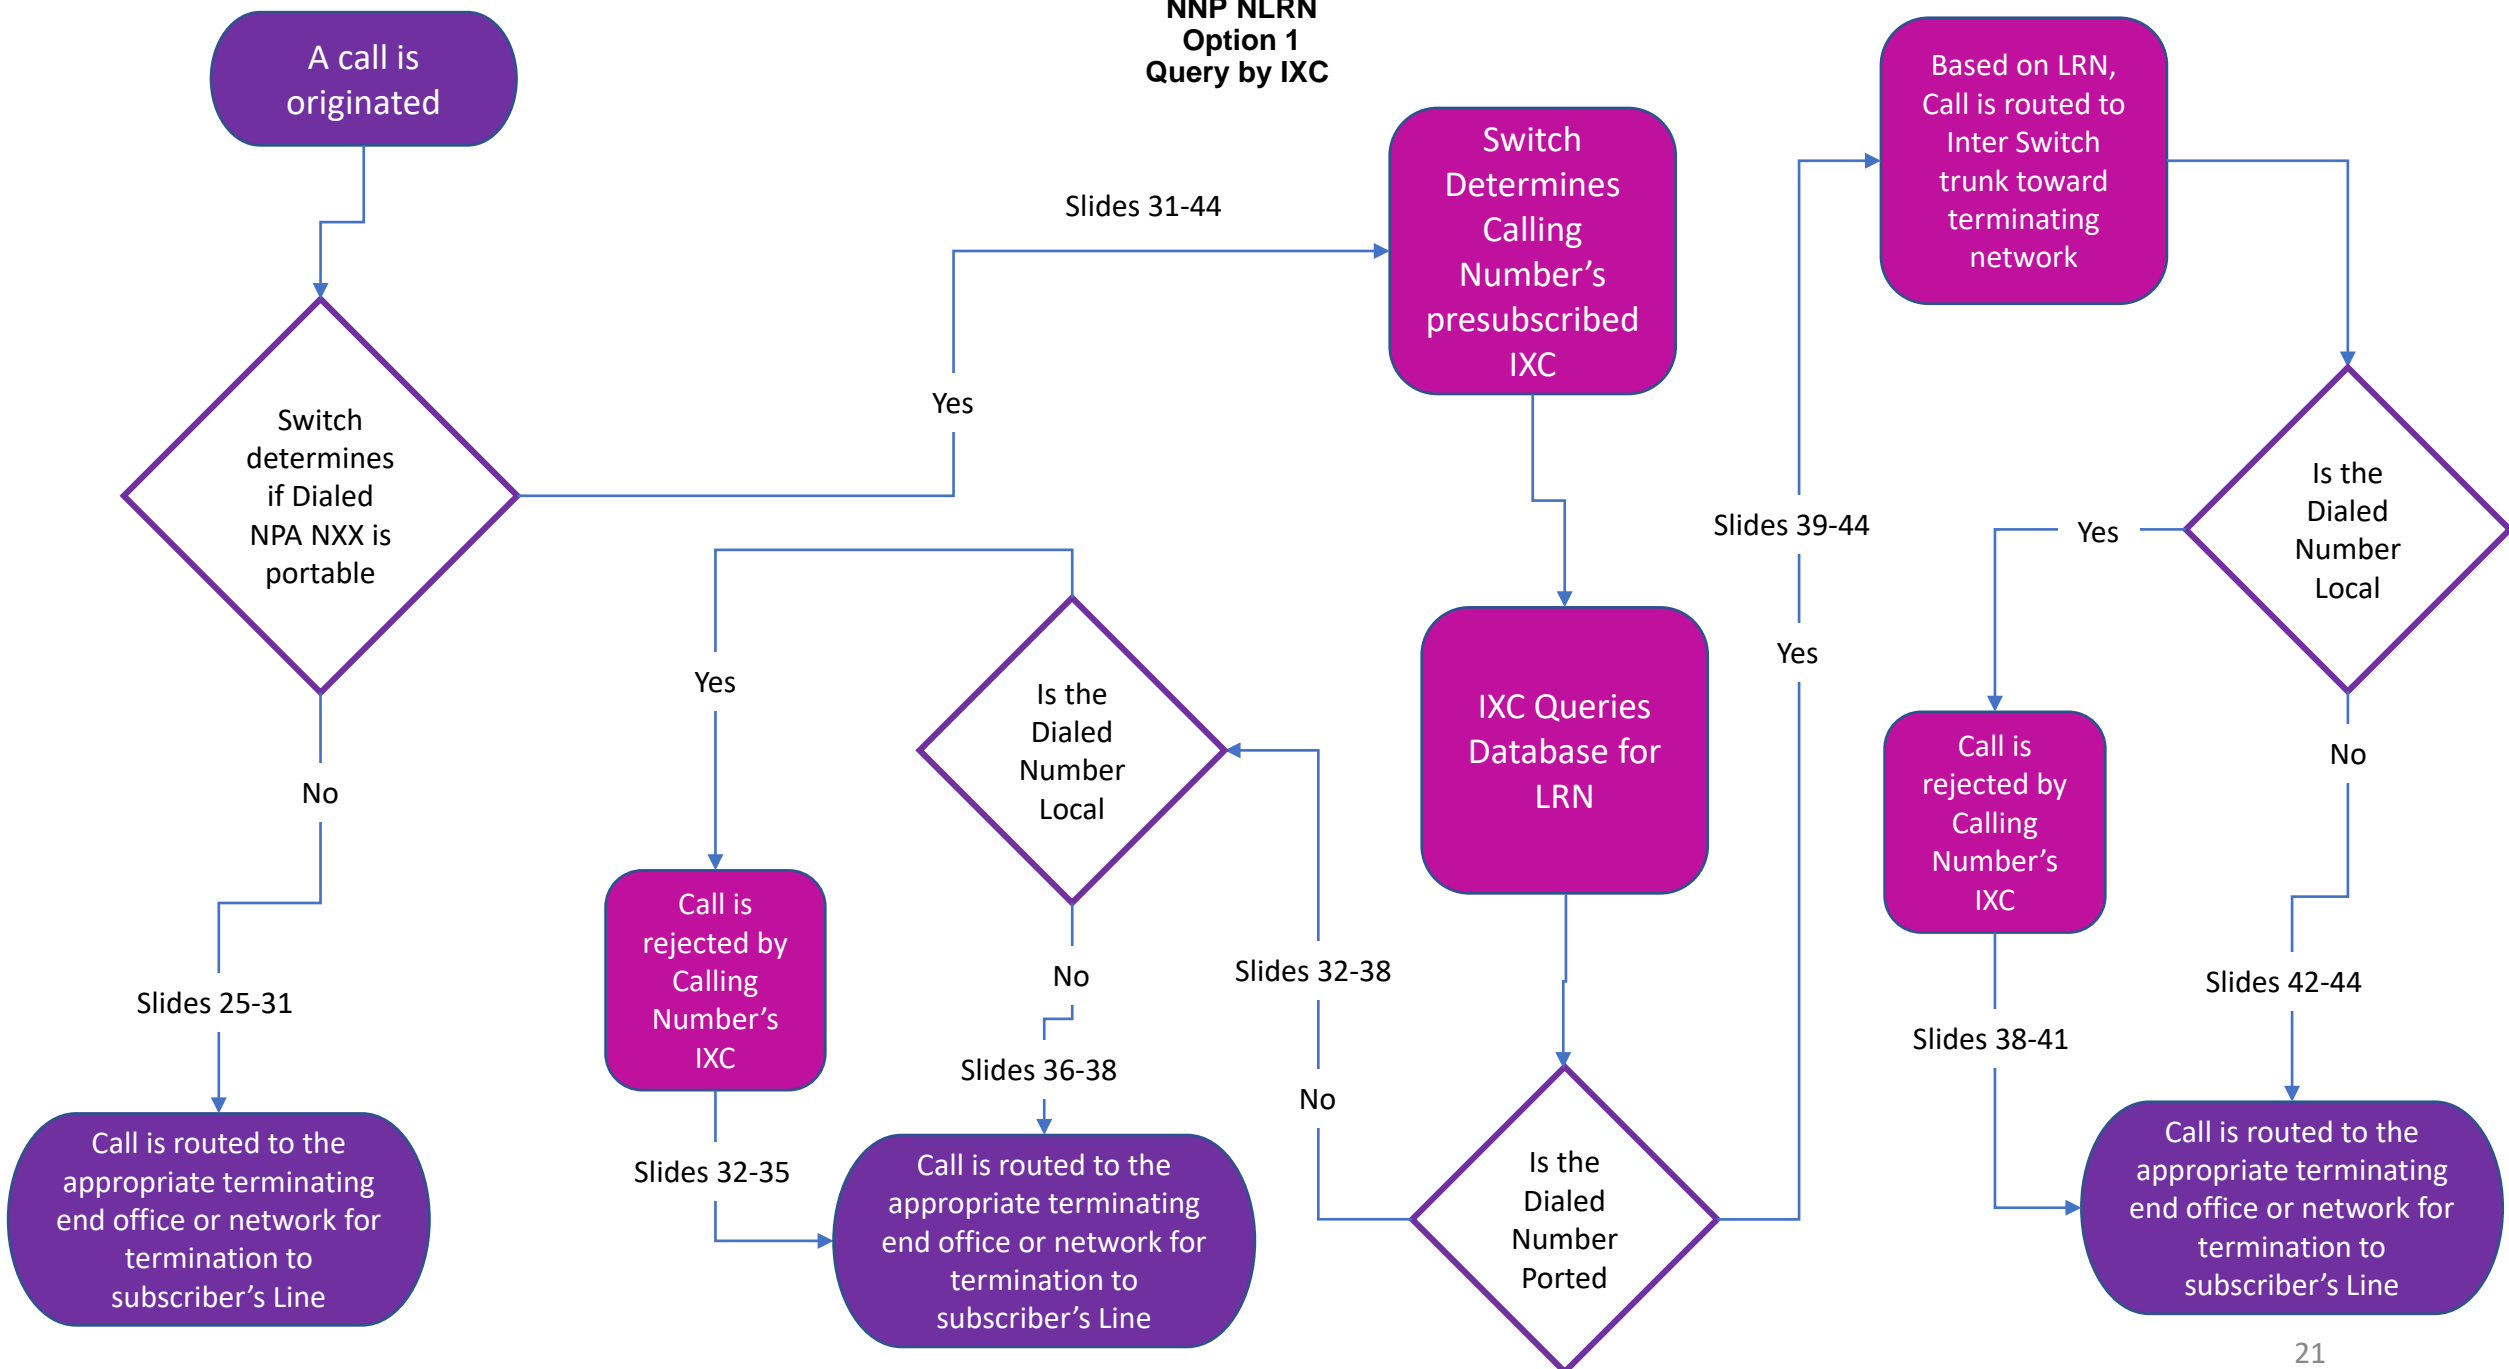 NNP NLRN
Option 1
Query by IXC
A call is
originated
Switch
determines
if Dialed
NPA NXX is
portable
No
Slides 25-31
Call is routed to the
appropriate terminating
end office or network for
termination to
subscriber's Line
Yes
Slides 31-44
Switch
Determines
Calling
Number's
presubscribed
IXC
IXC Queries
Database for
LRN
Is the
Dialed
Number
Ported
No
Slides 32-38
Is the
Dialed
Number
Local
Yes
Call is
rejected by
Calling
Number's
IXC
Slides 32-35
No
Slides 36-38
Call is routed to the
appropriate terminating
end office or network for
termination to
subscriber's Line
Yes
Slides 39-44
Based on LRN,
Call is routed to
Inter Switch
trunk toward
terminating
network
Is the
Dialed
Number
Local
Yes
Call is
rejected by
Calling
Number's
IXC
Slides 38-41
No
Slides 42-44
Call is routed to the
appropriate terminating
end office or network for
termination to
subscriber's Line
21